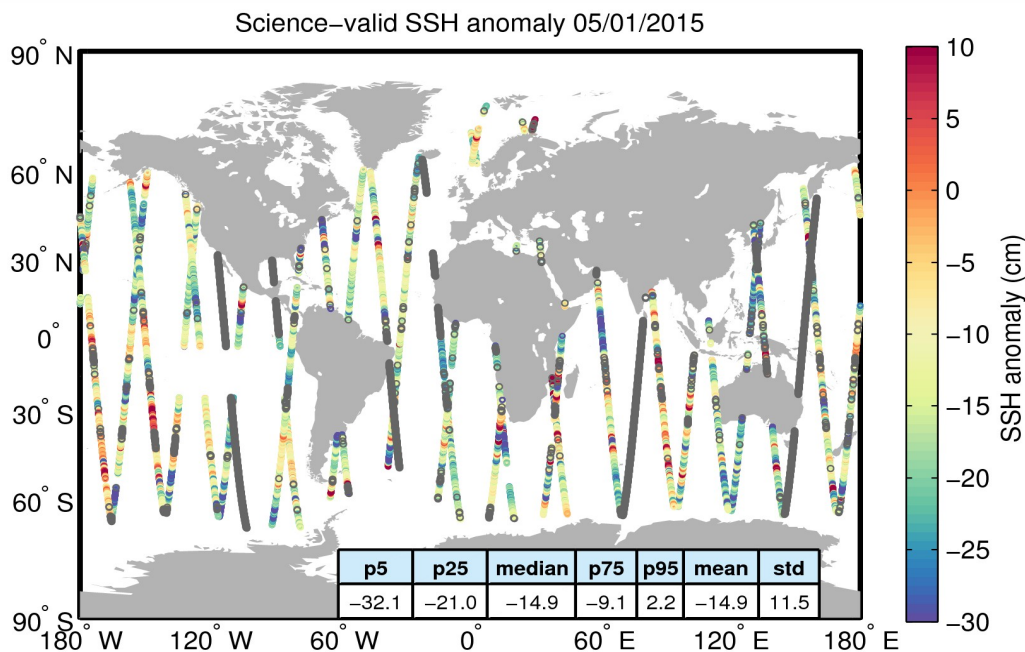 Science−valid SSH anomaly 05/01/2015
90° N
60° N
30° N
0°
30° S
60° S
90° S
180° W
120° W
60° W
0°
60° E
120° E
180° E
p5 p25 median p75 p95 mean std
−32.1 −21.0 −14.9 −9.1 2.2 −14.9 11.5
10
5
0
−5
−10
−15
−20
−25
−30
SSH anomaly (cm)